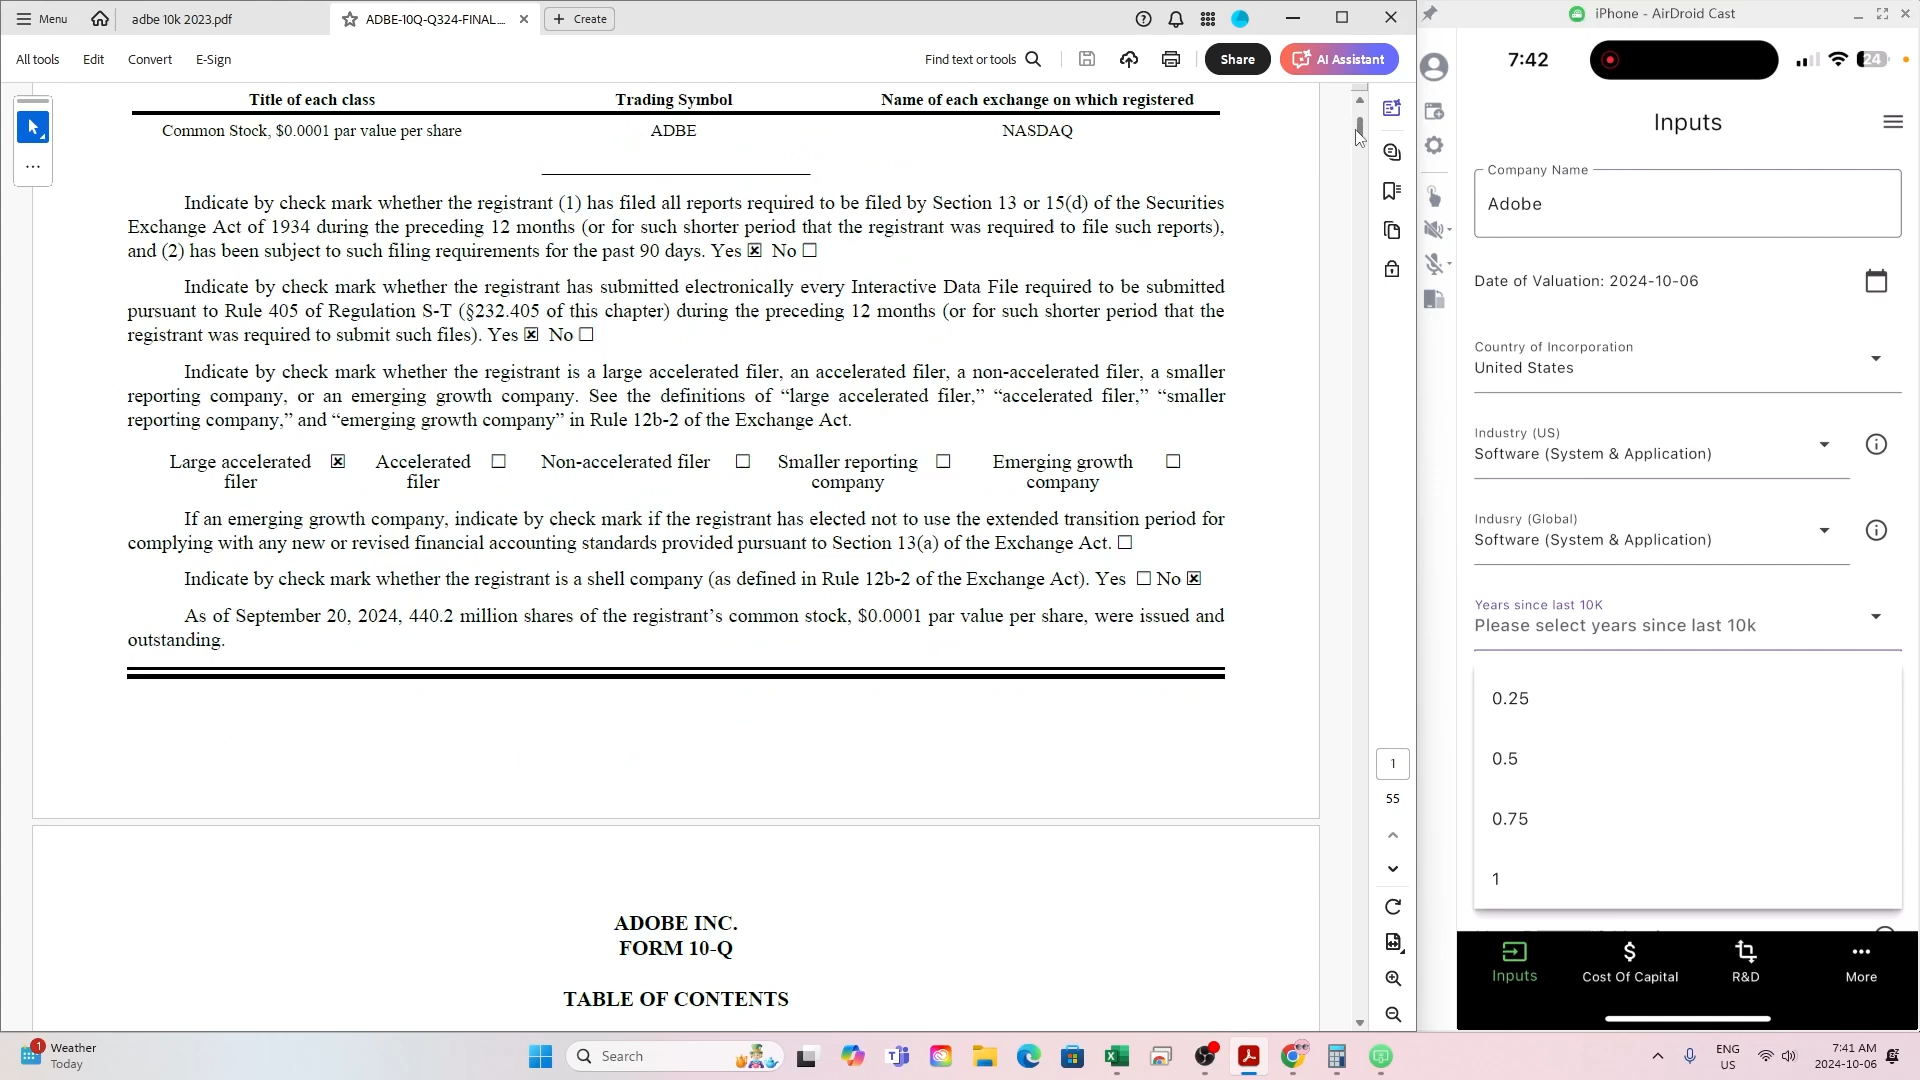 Menu
adbe 10k 2023.pdf
ADBE-10Q-Q324-FINAL....
Create
All tools
Edit
Convert
E-Sign
Find text or tools
Share
AI Assistant
Title of each class
Trading Symbol
Name of each exchange on which registered
Common Stock, $0.0001 par value per share
ADBE
NASDAQ
Indicate by check mark whether the registrant (1) has filed all reports required to be filed by Section 13 or 15(d) of the Securities
Exchange Act of 1934 during the preceding 12 months (or for such shorter period that the registrant was required to file such reports),
and (2) has been subject to such filing requirements for the past 90 days. Yes ☒ No ☐
Indicate by check mark whether the registrant has submitted electronically every Interactive Data File required to be submitted
pursuant to Rule 405 of Regulation S-T (§232.405 of this chapter) during the preceding 12 months (or for such shorter period that the
registrant was required to submit such files). Yes ☒ No ☐
Indicate by check mark whether the registrant is a large accelerated filer, an accelerated filer, a non-accelerated filer, a smaller
reporting company, or an emerging growth company. See the definitions of “large accelerated filer,” “accelerated filer,” “smaller
reporting company,” and “emerging growth company” in Rule 12b-2 of the Exchange Act.
Large accelerated filer ☒
Accelerated filer ☐
Non-accelerated filer ☐
Smaller reporting company ☐
Emerging growth company ☐
If an emerging growth company, indicate by check mark if the registrant has elected not to use the extended transition period for
complying with any new or revised financial accounting standards provided pursuant to Section 13(a) of the Exchange Act. ☐
Indicate by check mark whether the registrant is a shell company (as defined in Rule 12b-2 of the Exchange Act). Yes ☐ No ☒
As of September 20, 2024, 440.2 million shares of the registrant’s common stock, $0.0001 par value per share, were issued and
outstanding.
ADOBE INC.
FORM 10-Q
TABLE OF CONTENTS
1
55
iPhone - AirDroid Cast
7:42
24
Inputs
Company Name
Adobe
Date of Valuation: 2024-10-06
Country of Incorporation
United States
Industry (US)
Software (System & Application)
Indusry (Global)
Software (System & Application)
Years since last 10K
Please select years since last 10k
0.25
0.5
0.75
1
Inputs
Cost Of Capital
R&D
More
1
Weather
Today
Search
ENG
US
7:41 AM
2024-10-06